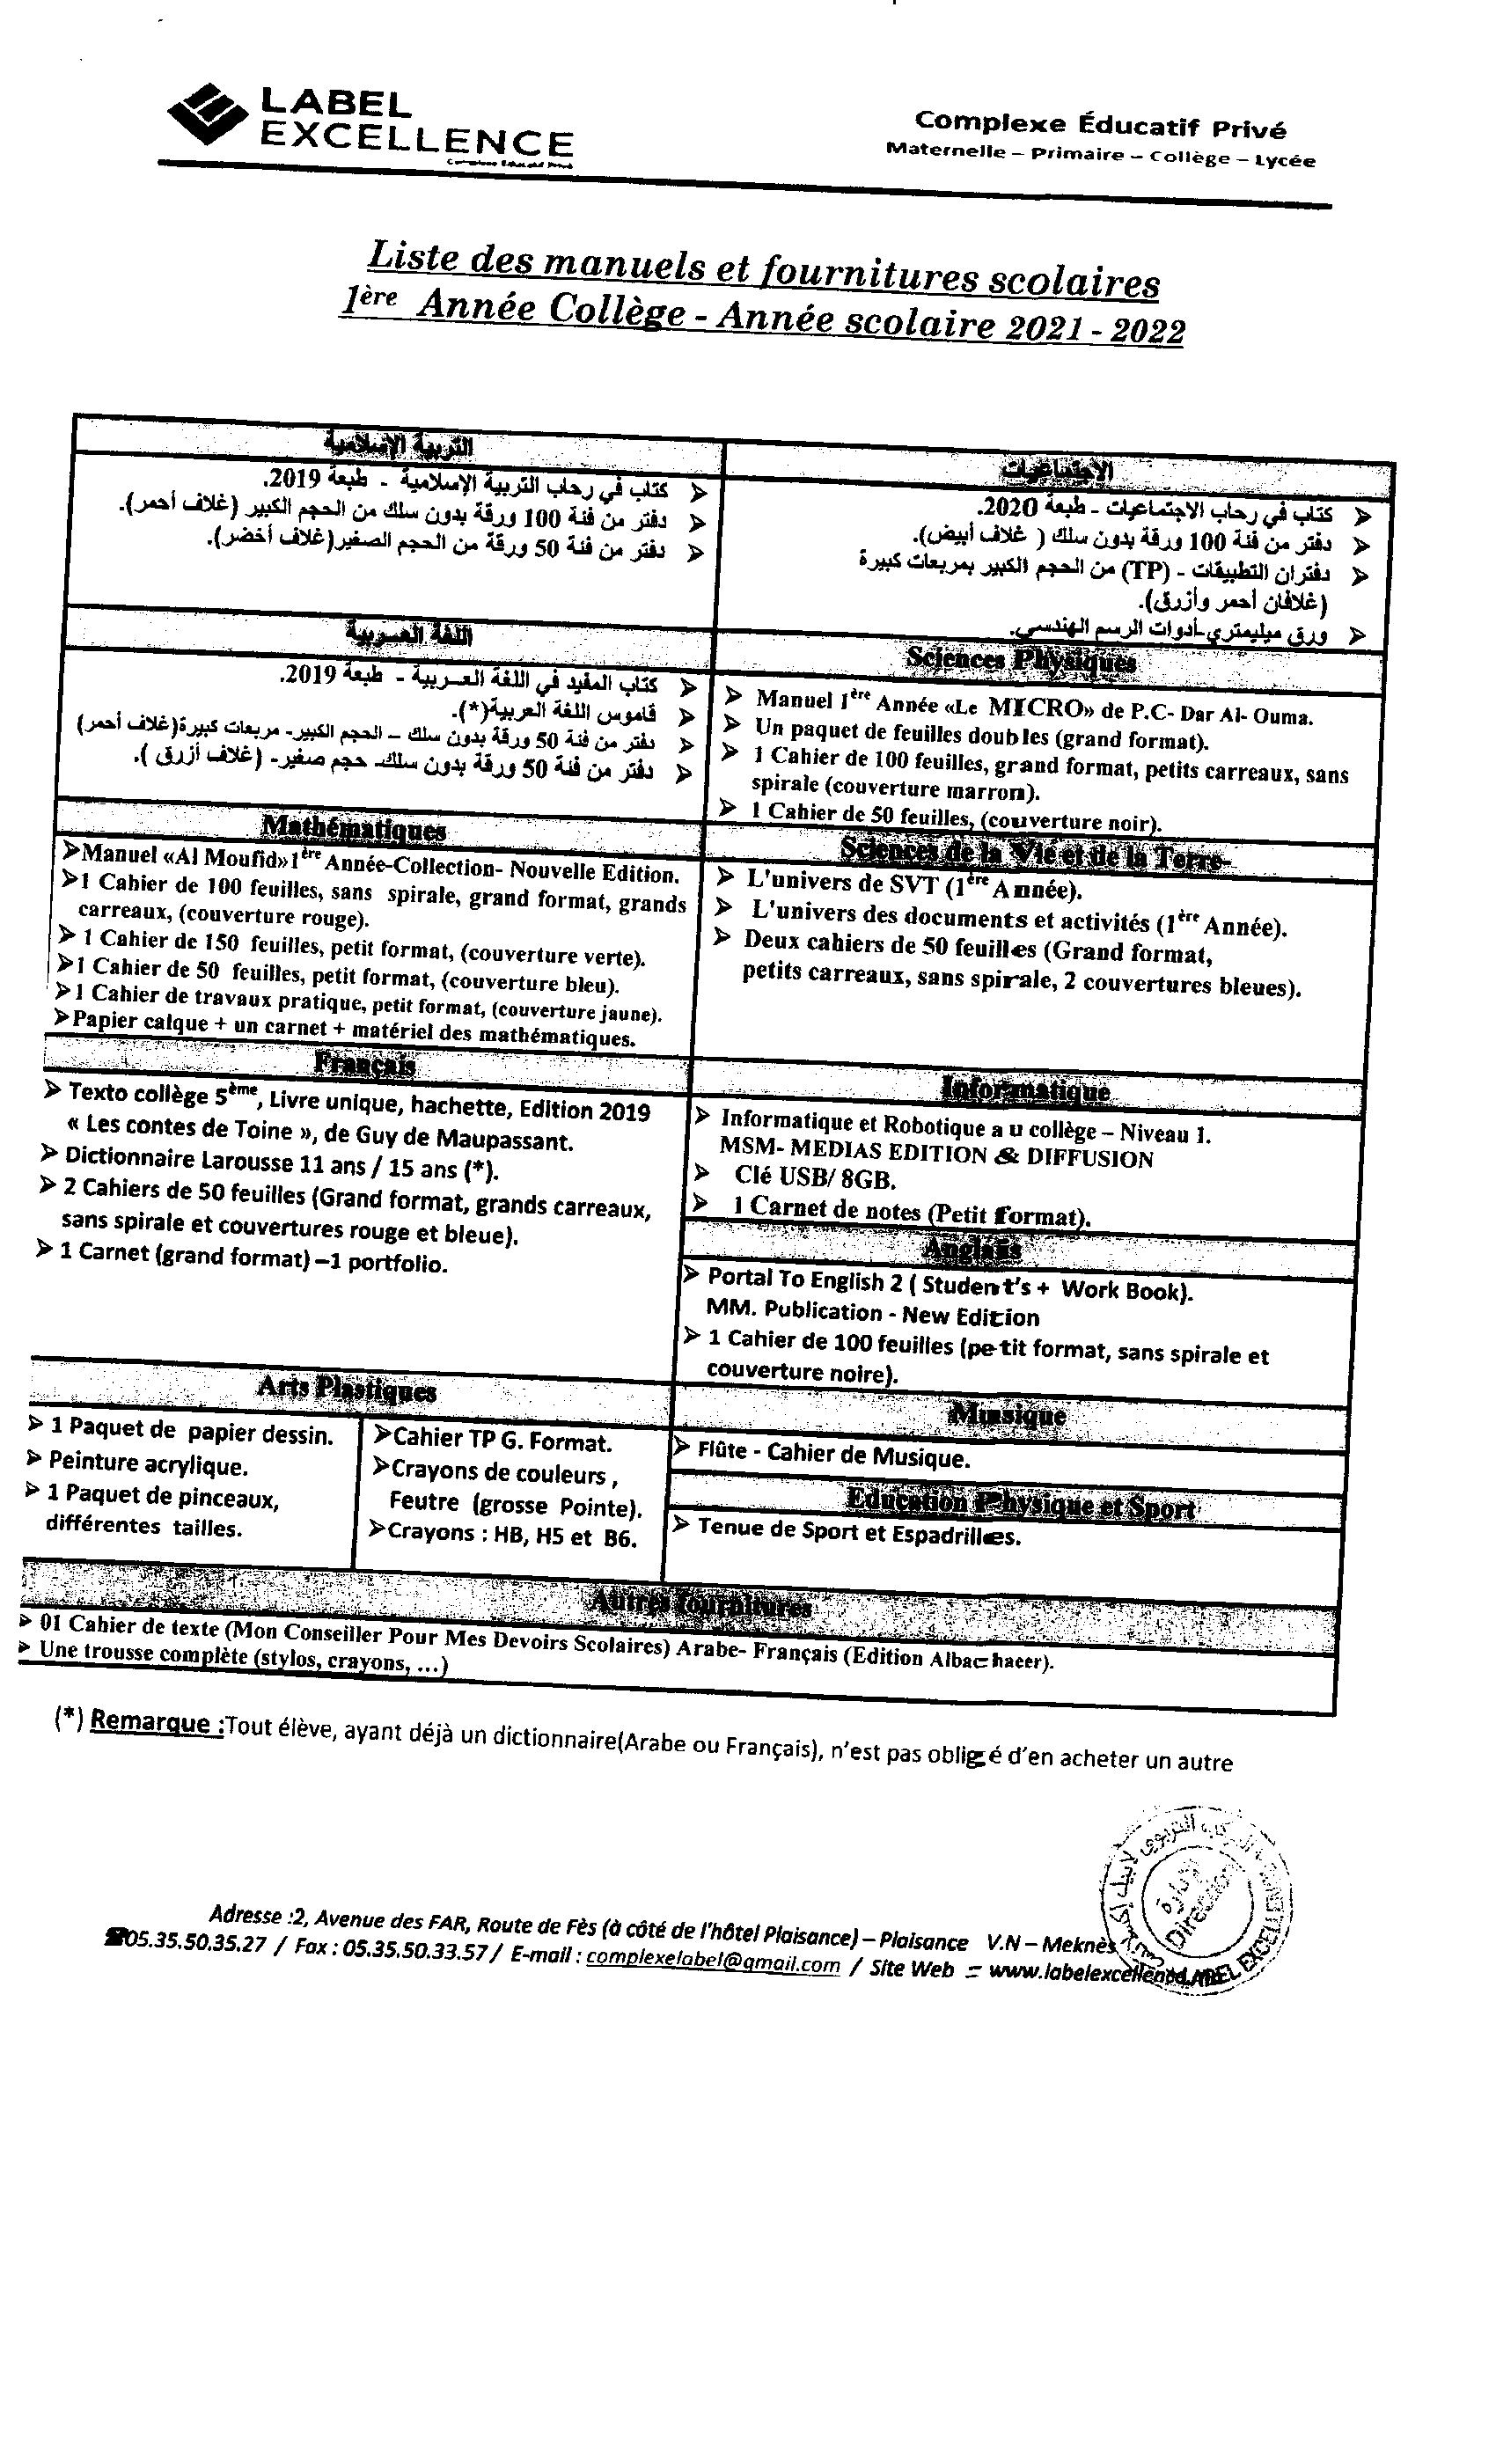 LABEL
EXCELLENCE
Complexe Éducatif Privé
Complexe Éducatif Privé
Maternelle – Primaire – Collège – Lycée
Liste des manuels et fournitures scolaires
1ère Année Collège - Année scolaire 2021 - 2022
التربية الإسلامية
كتاب في رحاب التربية الإسلامية - طبعة 2019.
دفتر من فئة 100 ورقة بدون سلك من الحجم الكبير (غلاف أحمر).
دفتر من فئة 50 ورقة من الحجم الصغير(غلاف أخضر).
الاجتماعيات
كتاب في رحاب الاجتماعيات - طبعة 2020.
دفتر من فئة 100 ورقة بدون سلك ( غلاف أبيض).
دفتران التطبيقات - (TP) من الحجم الكبير بمربعات كبيرة
(غلافان أحمر وأزرق).
ورق ميليمتري-أدوات الرسم الهندسي.
اللغة العربية
كتاب المفيد في اللغة العربية - طبعة 2019.
قاموس اللغة العربية(*).
دفتر من فئة 50 ورقة بدون سلك – الحجم الكبير- مربعات كبيرة(غلاف أحمر)
دفتر من فئة 50 ورقة بدون سلك- حجم صغير- (غلاف أزرق ).
Sciences Physiques
➢ Manuel 1ère Année «Le MICRO» de P.C- Dar Al- Ouma.
➢ Un paquet de feuilles doubles (grand format).
➢ 1 Cahier de 100 feuilles, grand format, petits carreaux, sans
spirale (couverture marron).
➢ 1 Cahier de 50 feuilles, (couverture noir).
Mathématiques
➢Manuel «Al Moufid»1ère Année-Collection- Nouvelle Edition.
➢1 Cahier de 100 feuilles, sans spirale, grand format, grands
carreaux, (couverture rouge).
➢ 1 Cahier de 150 feuilles, petit format, (couverture verte).
➢1 Cahier de 50 feuilles, petit format, (couverture bleu).
➢1 Cahier de travaux pratique, petit format, (couverture jaune).
➢Papier calque + un carnet + matériel des mathématiques.
Sciences de la Vie et de la Terre-
➢ L'univers de SVT (1ère Année).
➢ L'univers des documents et activités (1ère Année).
➢ Deux cahiers de 50 feuilles (Grand format,
petits carreaux, sans spirale, 2 couvertures bleues).
Français
➢ Texto collège 5ème, Livre unique, hachette, Edition 2019
« Les contes de Toine », de Guy de Maupassant.
➢ Dictionnaire Larousse 11 ans / 15 ans (*).
➢ 2 Cahiers de 50 feuilles (Grand format, grands carreaux,
sans spirale et couvertures rouge et bleue).
➢ 1 Carnet (grand format) –1 portfolio.
Informatique
➢ Informatique et Robotique au collège – Niveau 1.
MSM- MEDIAS EDITION & DIFFUSION
➢ Clé USB/ 8GB.
➢ 1 Carnet de notes (Petit format).
Anglais
➢ Portal To English 2 ( Student's + Work Book).
MM. Publication - New Edition
➢ 1 Cahier de 100 feuilles (petit format, sans spirale et
couverture noire).
Arts Plastiques
➢ 1 Paquet de papier dessin.
➢ Peinture acrylique.
➢ 1 Paquet de pinceaux,
différentes tailles.
➢Cahier TP G. Format.
➢Crayons de couleurs ,
Feutre (grosse Pointe).
➢Crayons : HB, H5 et B6.
Musique
➢ Flûte - Cahier de Musique.
Education Physique et Sport
➢ Tenue de Sport et Espadrilles.
Autres fournitures
➢ 01 Cahier de texte (Mon Conseiller Pour Mes Devoirs Scolaires) Arabe- Français (Edition Albachaer).
➢ Une trousse complète (stylos, crayons, ...)
(*) Remarque :Tout élève, ayant déjà un dictionnaire(Arabe ou Français), n'est pas obligé d'en acheter un autre
الإدارة
Direction
LABEL EXCELLENCE
Adresse :2, Avenue des FAR, Route de Fès (à côté de l'hôtel Plaisance) – Plaisance V.N – Meknès
☎05.35.50.35.27 / Fax : 05.35.50.33.57 / E-mail : complexelabel@gmail.com / Site Web = www.labelexcellence